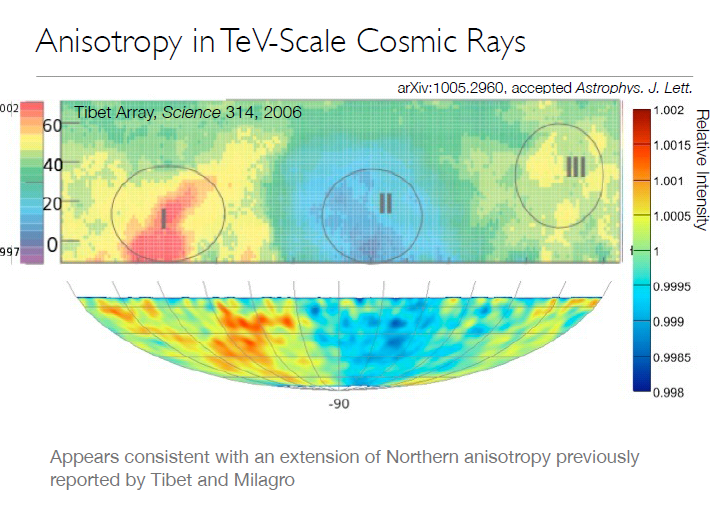 Anisotropy in TeV-Scale Cosmic Rays
arXiv:1005.2960, accepted Astrophys. J. Lett.
Tibet Array, Science 314, 2006
002
997
60
40
20
0
I
II
III
1.002
1.0015
1.001
1.0005
1
0.9995
0.999
0.9985
0.998
Relative Intensity
-90
Appears consistent with an extension of Northern anisotropy previously
reported by Tibet and Milagro